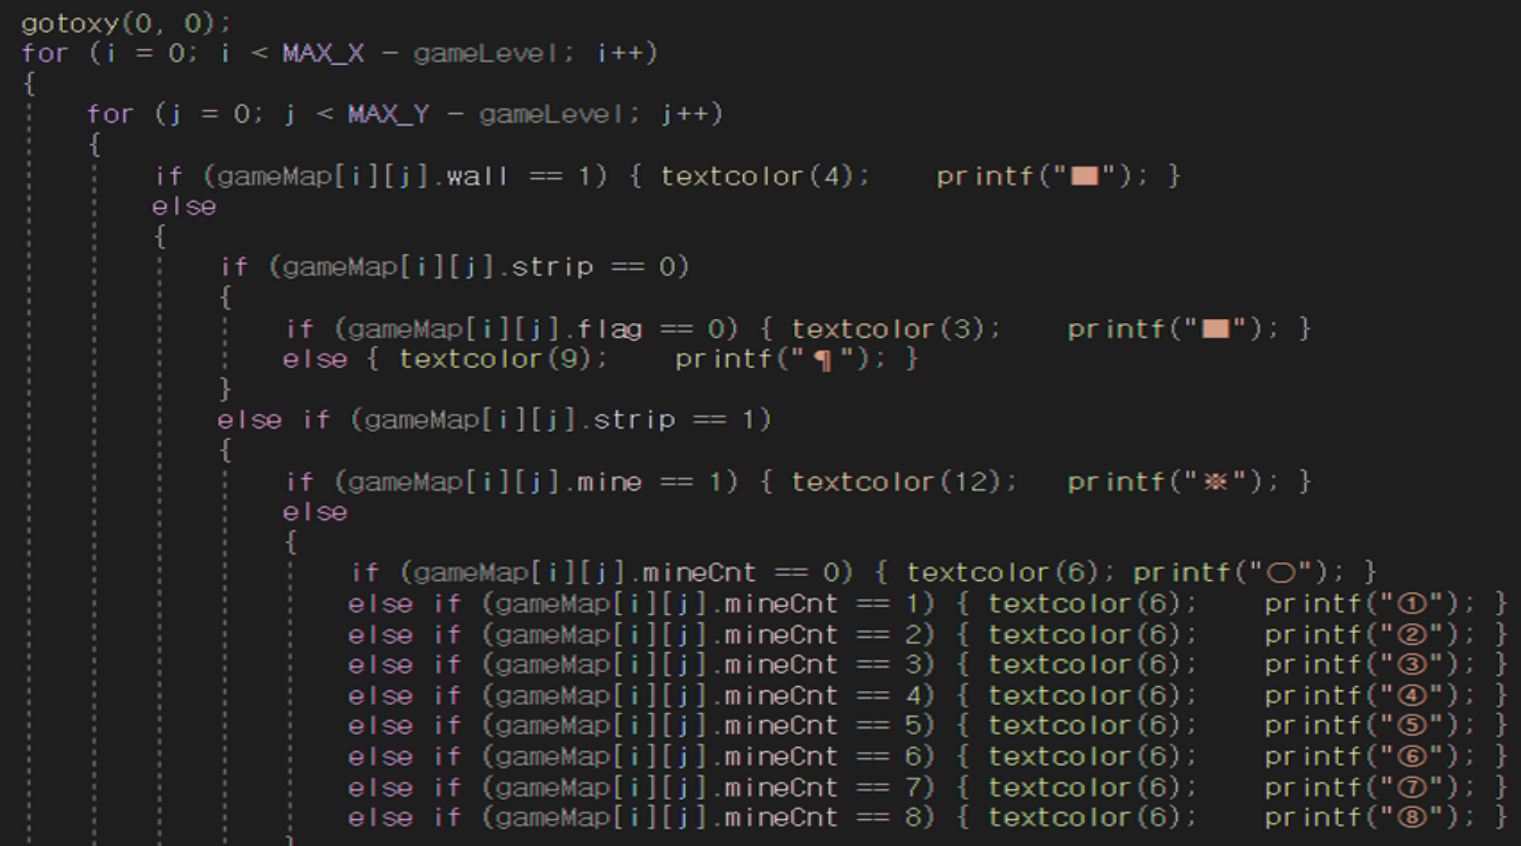 gotoxy(0, 0);
for (i = 0; i < MAX_X - gameLevel; i++)
{
for (j = 0; j < MAX_Y - gameLevel; j++)
{
if (gameMap[i][j].wall == 1) { textcolor(4); printf("■"); }
else
{
if (gameMap[i][j].strip == 0)
{
if (gameMap[i][j].flag == 0) { textcolor(3); printf("■"); }
else { textcolor(9); printf("¶"); }
}
else if (gameMap[i][j].strip == 1)
{
if (gameMap[i][j].mine == 1) { textcolor(12); printf("※"); }
else
{
if (gameMap[i][j].mineCnt == 0) { textcolor(6); printf("○"); }
else if (gameMap[i][j].mineCnt == 1) { textcolor(6); printf("①"); }
else if (gameMap[i][j].mineCnt == 2) { textcolor(6); printf("②"); }
else if (gameMap[i][j].mineCnt == 3) { textcolor(6); printf("③"); }
else if (gameMap[i][j].mineCnt == 4) { textcolor(6); printf("④"); }
else if (gameMap[i][j].mineCnt == 5) { textcolor(6); printf("⑤"); }
else if (gameMap[i][j].mineCnt == 6) { textcolor(6); printf("⑥"); }
else if (gameMap[i][j].mineCnt == 7) { textcolor(6); printf("⑦"); }
else if (gameMap[i][j].mineCnt == 8) { textcolor(6); printf("⑧"); }
}